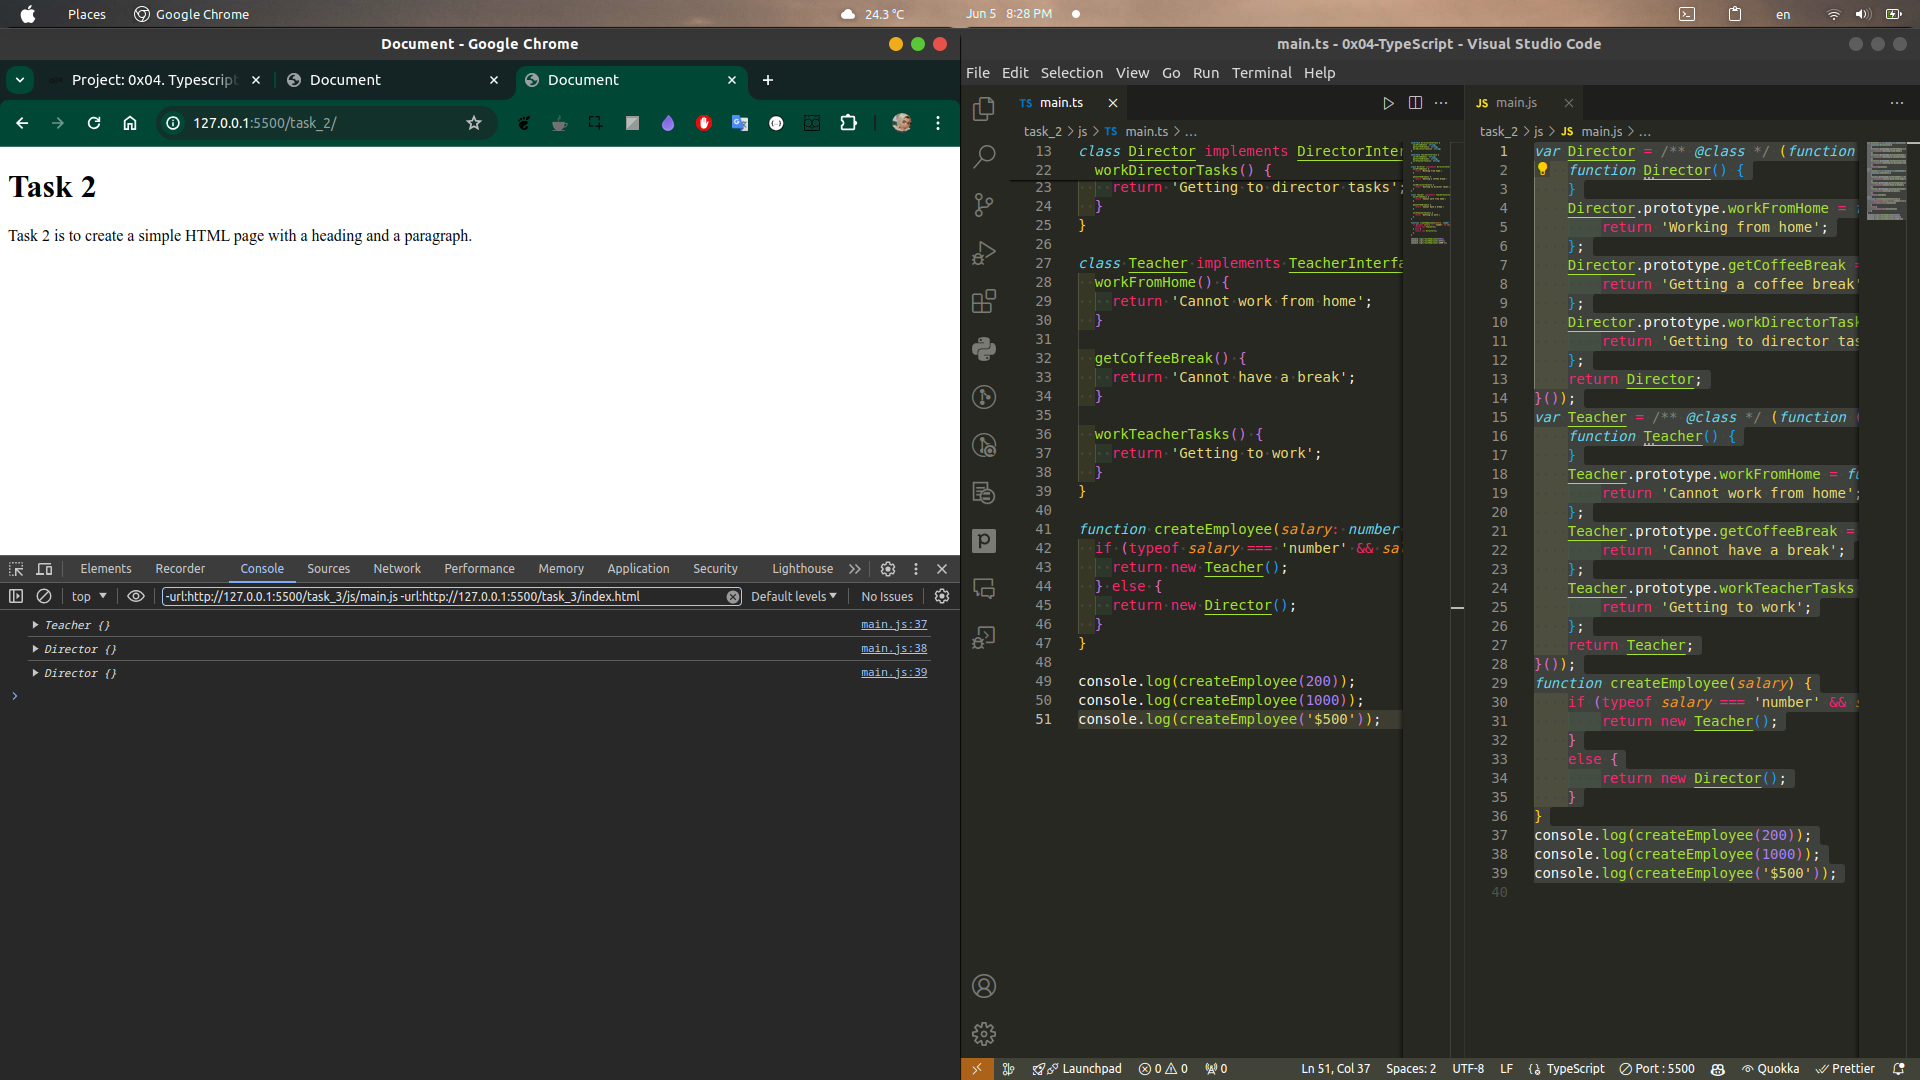 Places
Google Chrome
24.3 °C
Jun 5 8:28 PM
en
Document - Google Chrome
Project: 0x04. Typescript
Document
Document
127.0.0.1:5500/task_2/
Task 2
Task 2 is to create a simple HTML page with a heading and a paragraph.
Elements Recorder Console Sources Network Performance Memory Application Security Lighthouse
top
-url:http://127.0.0.1:5500/task_3/js/main.js -url:http://127.0.0.1:5500/task_3/index.html
Default levels
No Issues
Teacher {} main.js:37
Director {} main.js:38
Director {} main.js:39
main.ts - 0x04-TypeScript - Visual Studio Code
File Edit Selection View Go Run Terminal Help
TS main.ts
task_2 > js > TS main.ts > ...
13 class Director implements DirectorInter
22 workDirectorTasks() {
23 return 'Getting to director tasks';
24 }
25 }
26
27 class Teacher implements TeacherInterfa
28 workFromHome() {
29 return 'Cannot work from home';
30 }
31
32 getCoffeeBreak() {
33 return 'Cannot have a break';
34 }
35
36 workTeacherTasks() {
37 return 'Getting to work';
38 }
39 }
40
41 function createEmployee(salary: number
42 if (typeof salary === 'number' && sa
43 return new Teacher();
44 } else {
45 return new Director();
46 }
47 }
48
49 console.log(createEmployee(200));
50 console.log(createEmployee(1000));
51 console.log(createEmployee('$500'));
JS main.js
task_2 > js > JS main.js > ...
1 var Director = /** @class */ (function
2 function Director() {
3 }
4 Director.prototype.workFromHome = f
5 return 'Working from home';
6 };
7 Director.prototype.getCoffeeBreak =
8 return 'Getting a coffee break'
9 };
10 Director.prototype.workDirectorTask
11 return 'Getting to director tas
12 };
13 return Director;
14 }());
15 var Teacher = /** @class */ (function (
16 function Teacher() {
17 }
18 Teacher.prototype.workFromHome = fu
19 return 'Cannot work from home';
20 };
21 Teacher.prototype.getCoffeeBreak =
22 return 'Cannot have a break';
23 };
24 Teacher.prototype.workTeacherTasks
25 return 'Getting to work';
26 };
27 return Teacher;
28 }());
29 function createEmployee(salary) {
30 if (typeof salary === 'number' && s
31 return new Teacher();
32 }
33 else {
34 return new Director();
35 }
36 }
37 console.log(createEmployee(200));
38 console.log(createEmployee(1000));
39 console.log(createEmployee('$500'));
40
Launchpad 0 0 0 Ln 51, Col 37 Spaces: 2 UTF-8 LF TypeScript Port : 5500 Quokka Prettier